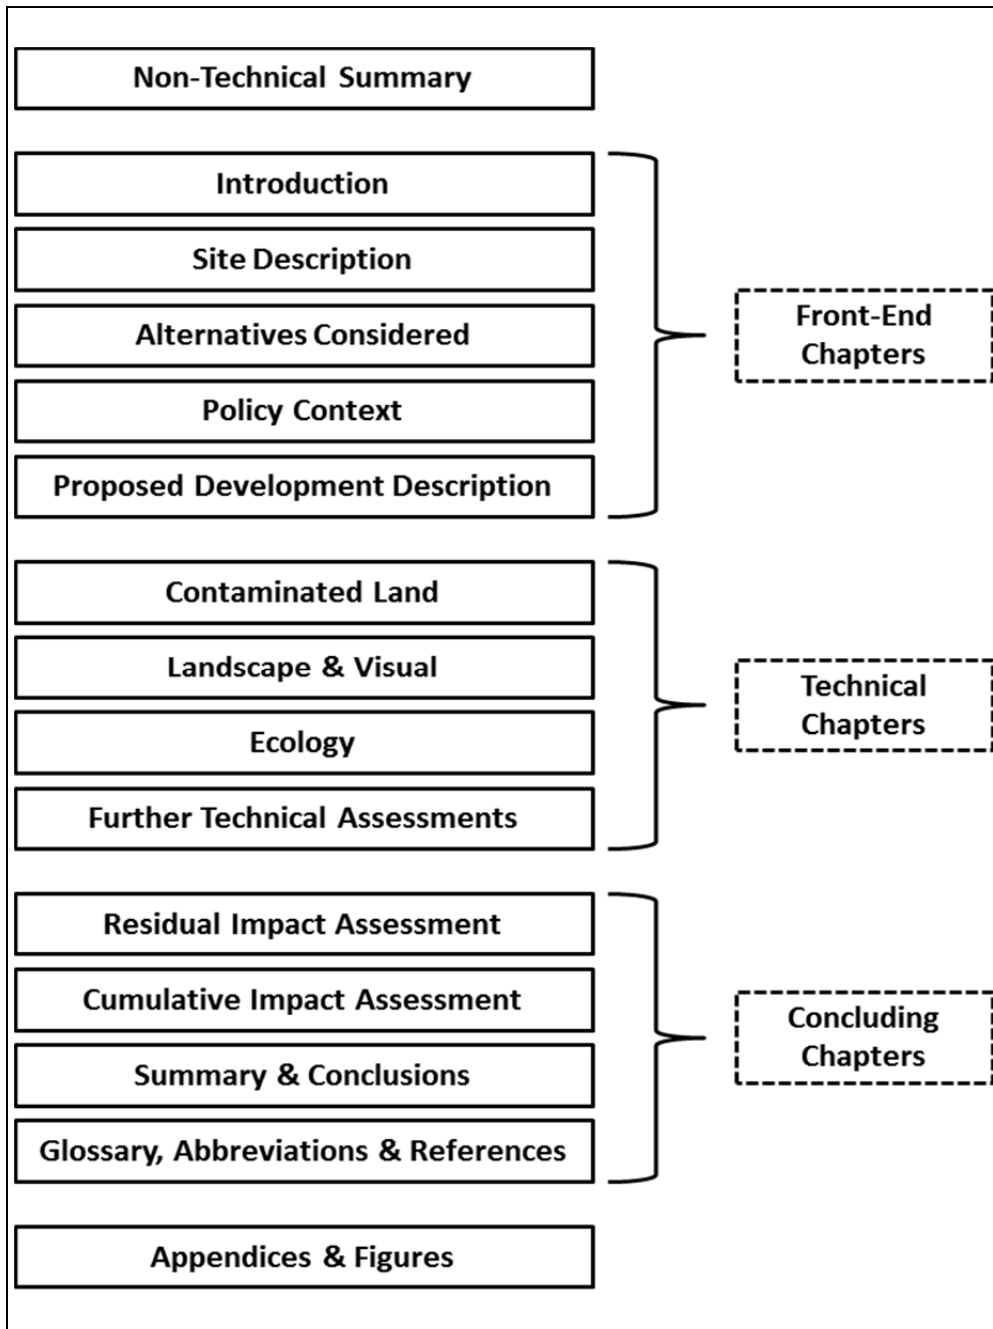 Non-Technical Summary
Introduction
Site Description
Alternatives Considered
Policy Context
Proposed Development Description
Front-End
Chapters
Contaminated Land
Landscape & Visual
Ecology
Further Technical Assessments
Technical
Chapters
Residual Impact Assessment
Cumulative Impact Assessment
Summary & Conclusions
Glossary, Abbreviations & References
Concluding
Chapters
Appendices & Figures